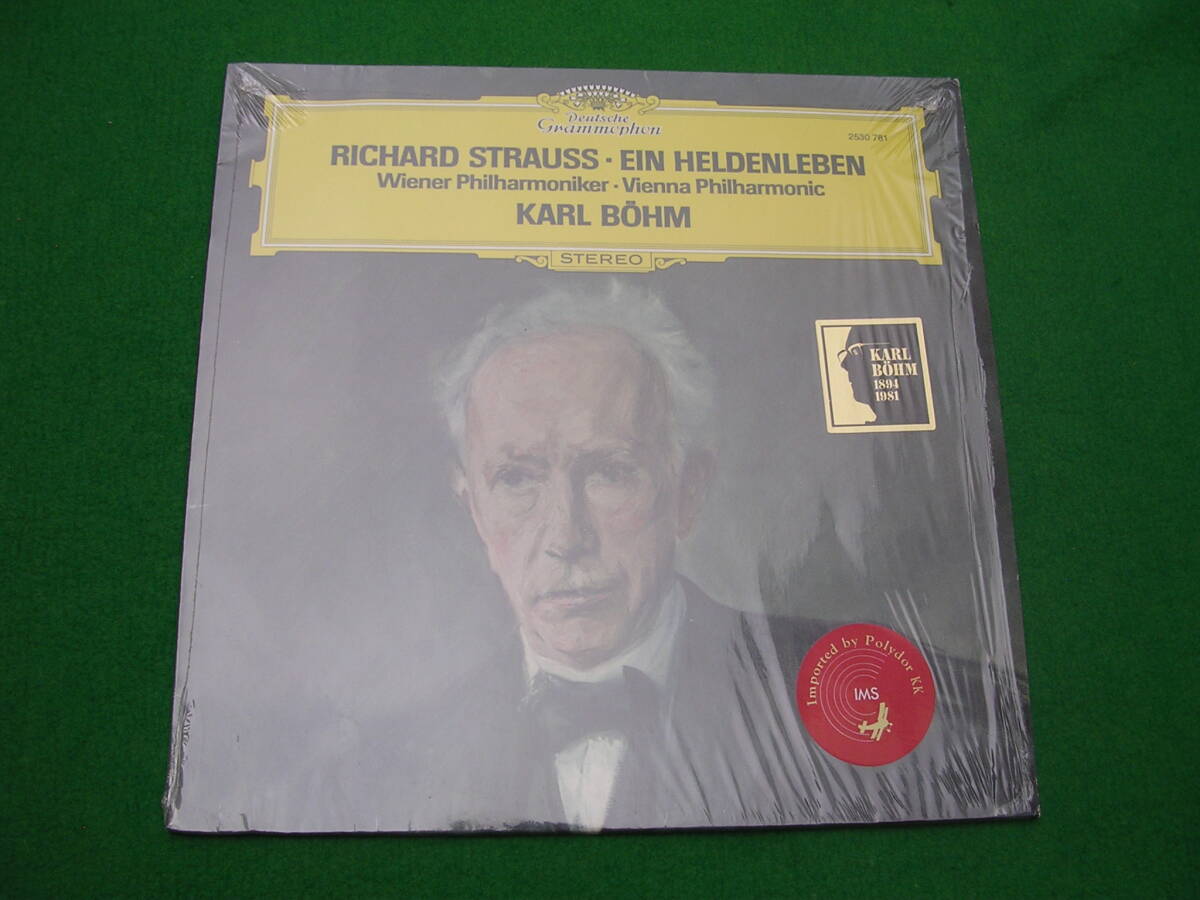 Deutsche
Grammophon
2530 781
RICHARD STRAUSS · EIN HELDENLEBEN
Wiener Philharmoniker · Vienna Philharmonic
KARL BÖHM
STEREO
KARL
BÖHM
1894
1981
Imported by Polydor KK
IMS